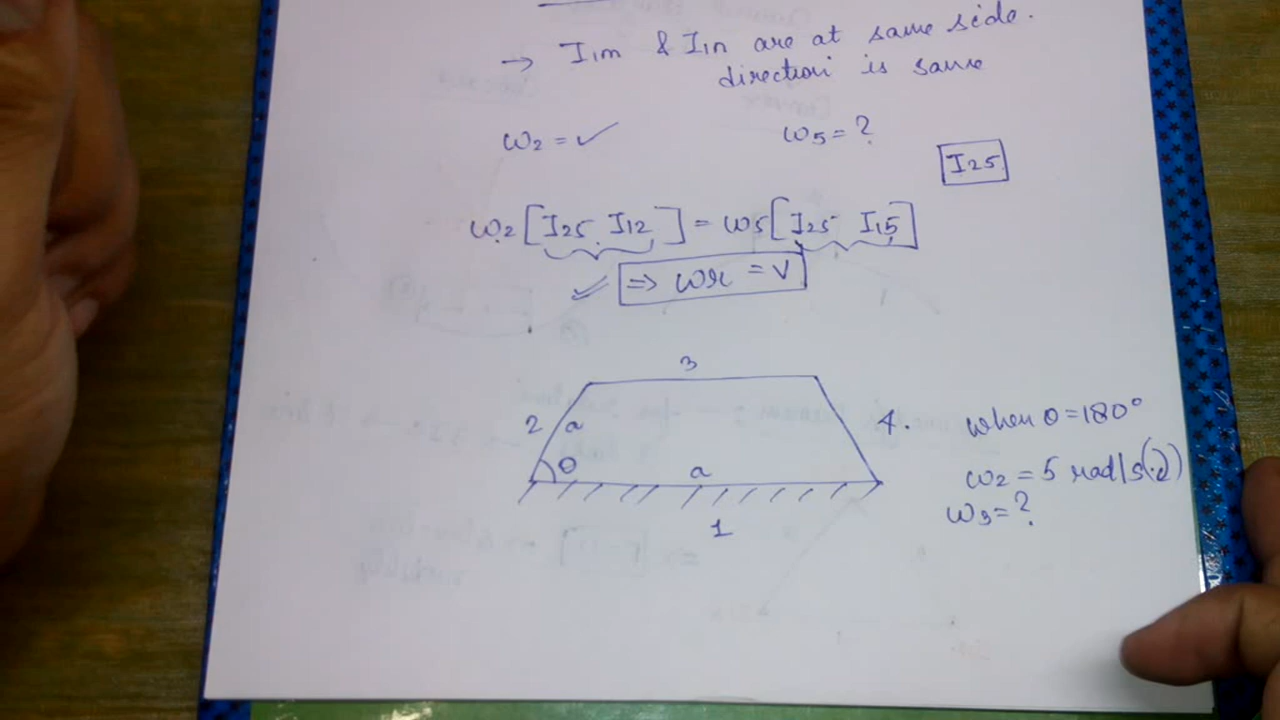 → I1m & I1n are at same side.
direction is same
ω2 = ✓ ω5 = ?
I25
ω2 [I25 I12] = ω5 [I25 I15]
✓ ⇒ ωr = V
3
2 a 4.
θ a
1
when θ = 180°
ω2 = 5 rad/s (2)
ω3 = ?